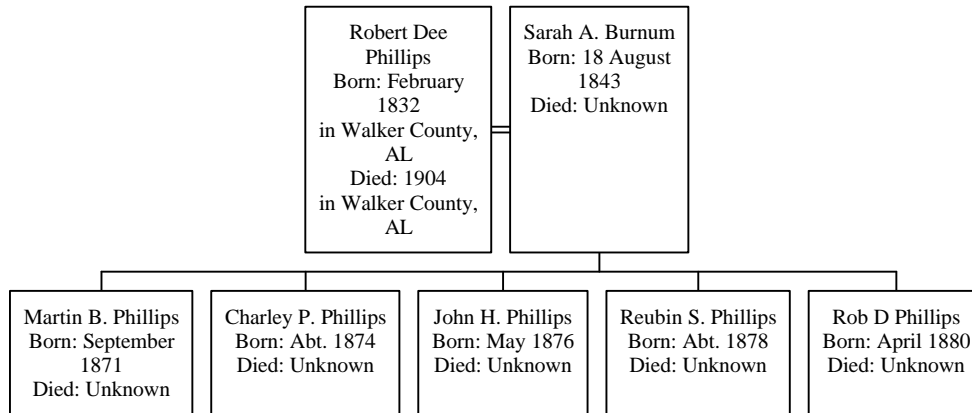 Robert Dee
Phillips
Born: February
1832
in Walker County,
AL
Died: 1904
in Walker County,
AL
Sarah A. Burnum
Born: 18 August
1843
Died: Unknown
Martin B. Phillips
Born: September
1871
Died: Unknown
Charley P. Phillips
Born: Abt. 1874
Died: Unknown
John H. Phillips
Born: May 1876
Died: Unknown
Reubin S. Phillips
Born: Abt. 1878
Died: Unknown
Rob D Phillips
Born: April 1880
Died: Unknown